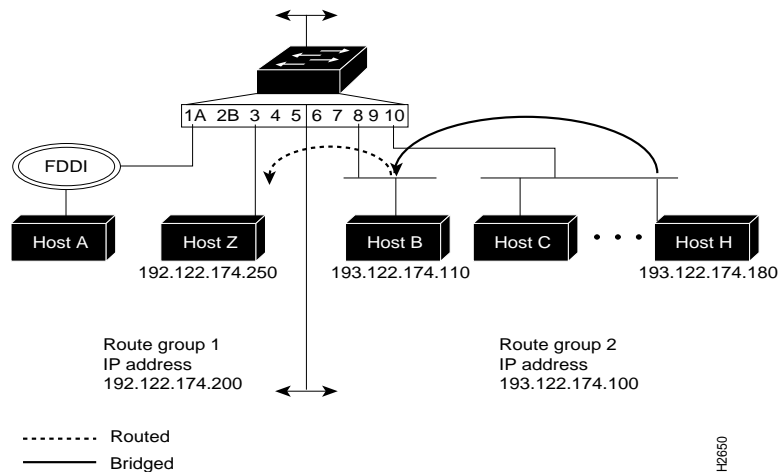 1A 2B 3 4 5 6 7 8 9 10
FDDI
Host A
Host Z
Host B
Host C
Host H
192.122.174.250
193.122.174.110
193.122.174.180
Route group 1
IP address
192.122.174.200
Route group 2
IP address
193.122.174.100
Routed
Bridged
H2650